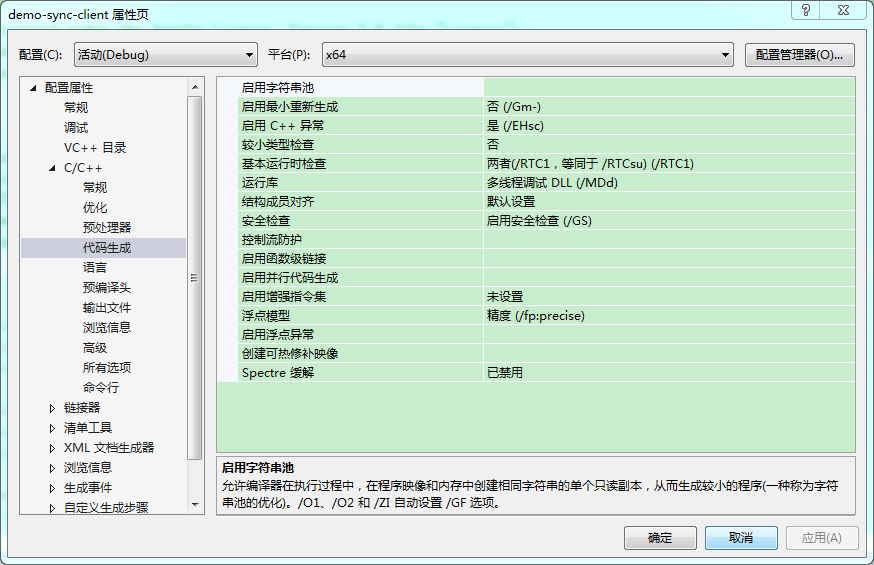 demo-sync-client 属性页
配置(C): 活动(Debug) 平台(P): x64 配置管理器(O)...
配置属性
常规
调试
VC++ 目录
C/C++
常规
优化
预处理器
代码生成
语言
预编译头
输出文件
浏览信息
高级
所有选项
命令行
链接器
清单工具
XML 文档生成器
浏览信息
生成事件
自定义生成步骤
启用字符串池
启用最小重新生成 否 (/Gm-)
启用 C++ 异常 是 (/EHsc)
较小类型检查 否
基本运行时检查 两者(/RTC1，等同于 /RTCsu) (/RTC1)
运行库 多线程调试 DLL (/MDd)
结构成员对齐 默认设置
安全检查 启用安全检查 (/GS)
控制流防护
启用函数级链接
启用并行代码生成
启用增强指令集 未设置
浮点模型 精度 (/fp:precise)
启用浮点异常
创建可热修补映像
Spectre 缓解 已禁用
启用字符串池
允许编译器在执行过程中，在程序映像和内存中创建相同字符串的单个只读副本，从而生成较小的程序(一种称为字符
串池的优化)。/O1、/O2 和 /ZI 自动设置 /GF 选项。
确定 取消 应用(A)